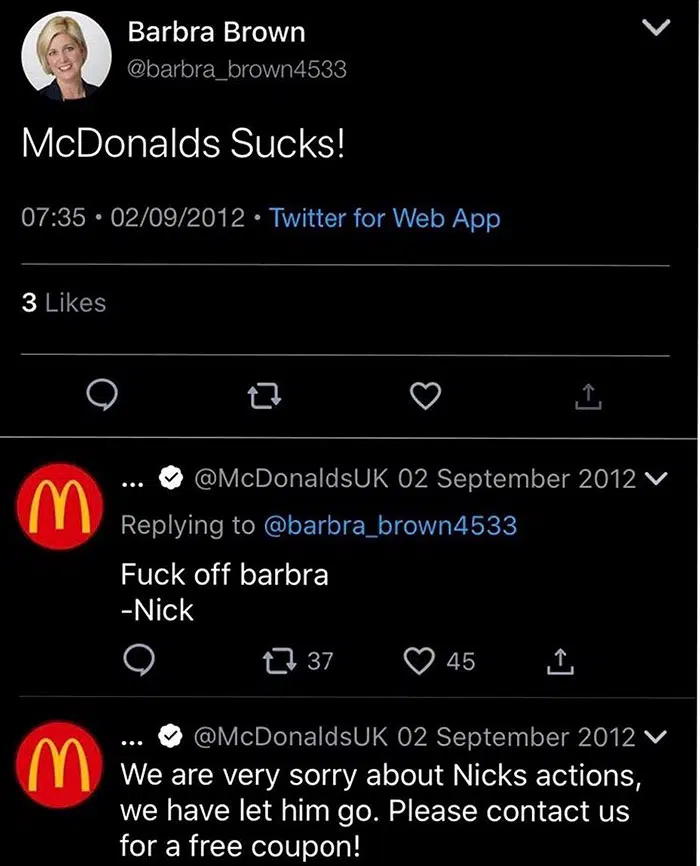 Barbra Brown
@barbra_brown4533
McDonalds Sucks!
07:35 • 02/09/2012 • Twitter for Web App
3 Likes
... @McDonaldsUK 02 September 2012
Replying to @barbra_brown4533
Fuck off barbra
-Nick
37 45
... @McDonaldsUK 02 September 2012
We are very sorry about Nicks actions,
we have let him go. Please contact us
for a free coupon!